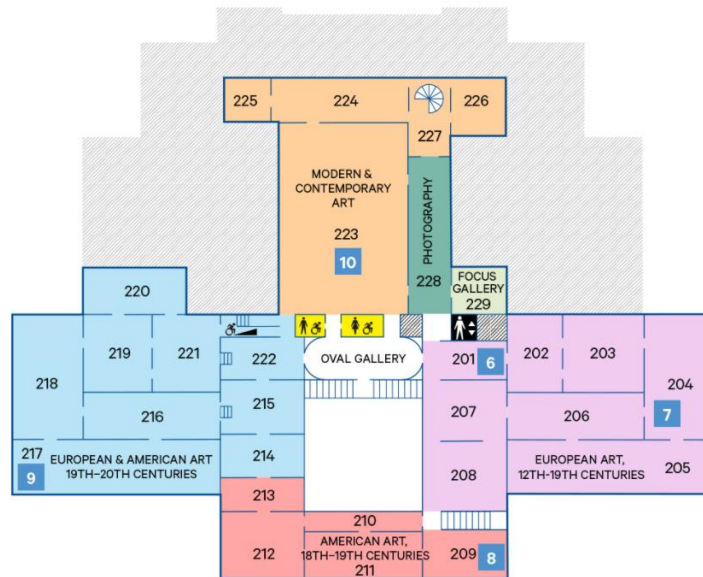 225
224
226
227
MODERN &
CONTEMPORARY
ART
223
10
PHOTOGRAPHY
228
FOCUS
GALLERY
229
220
219
221
218
222
OVAL GALLERY
201
6
202
203
204
7
215
216
207
206
217
9
EUROPEAN & AMERICAN ART
19TH–20TH CENTURIES
214
208
EUROPEAN ART,
12TH–19TH CENTURIES
205
213
210
212
AMERICAN ART,
18TH–19TH CENTURIES
211
209
8